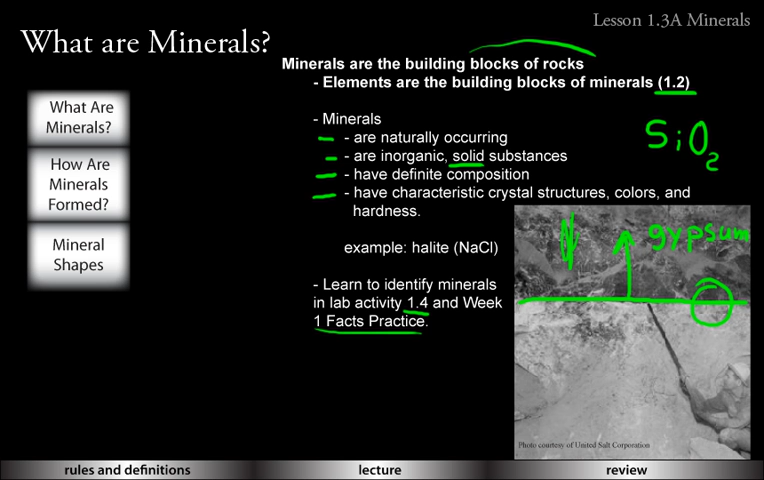 Lesson 1.3A Minerals
What are Minerals?
What Are
Minerals?
How Are
Minerals
Formed?
Mineral
Shapes
Minerals are the building blocks of rocks
- Elements are the building blocks of minerals (1.2)
- Minerals
- are naturally occurring
- are inorganic, solid substances
- have definite composition
- have characteristic crystal structures, colors, and
hardness.
example: halite (NaCl)
- Learn to identify minerals
in lab activity 1.4 and Week
1 Facts Practice.
SiO2
gypsum
Photo courtesy of United Salt Corporation
rules and definitions
lecture
review